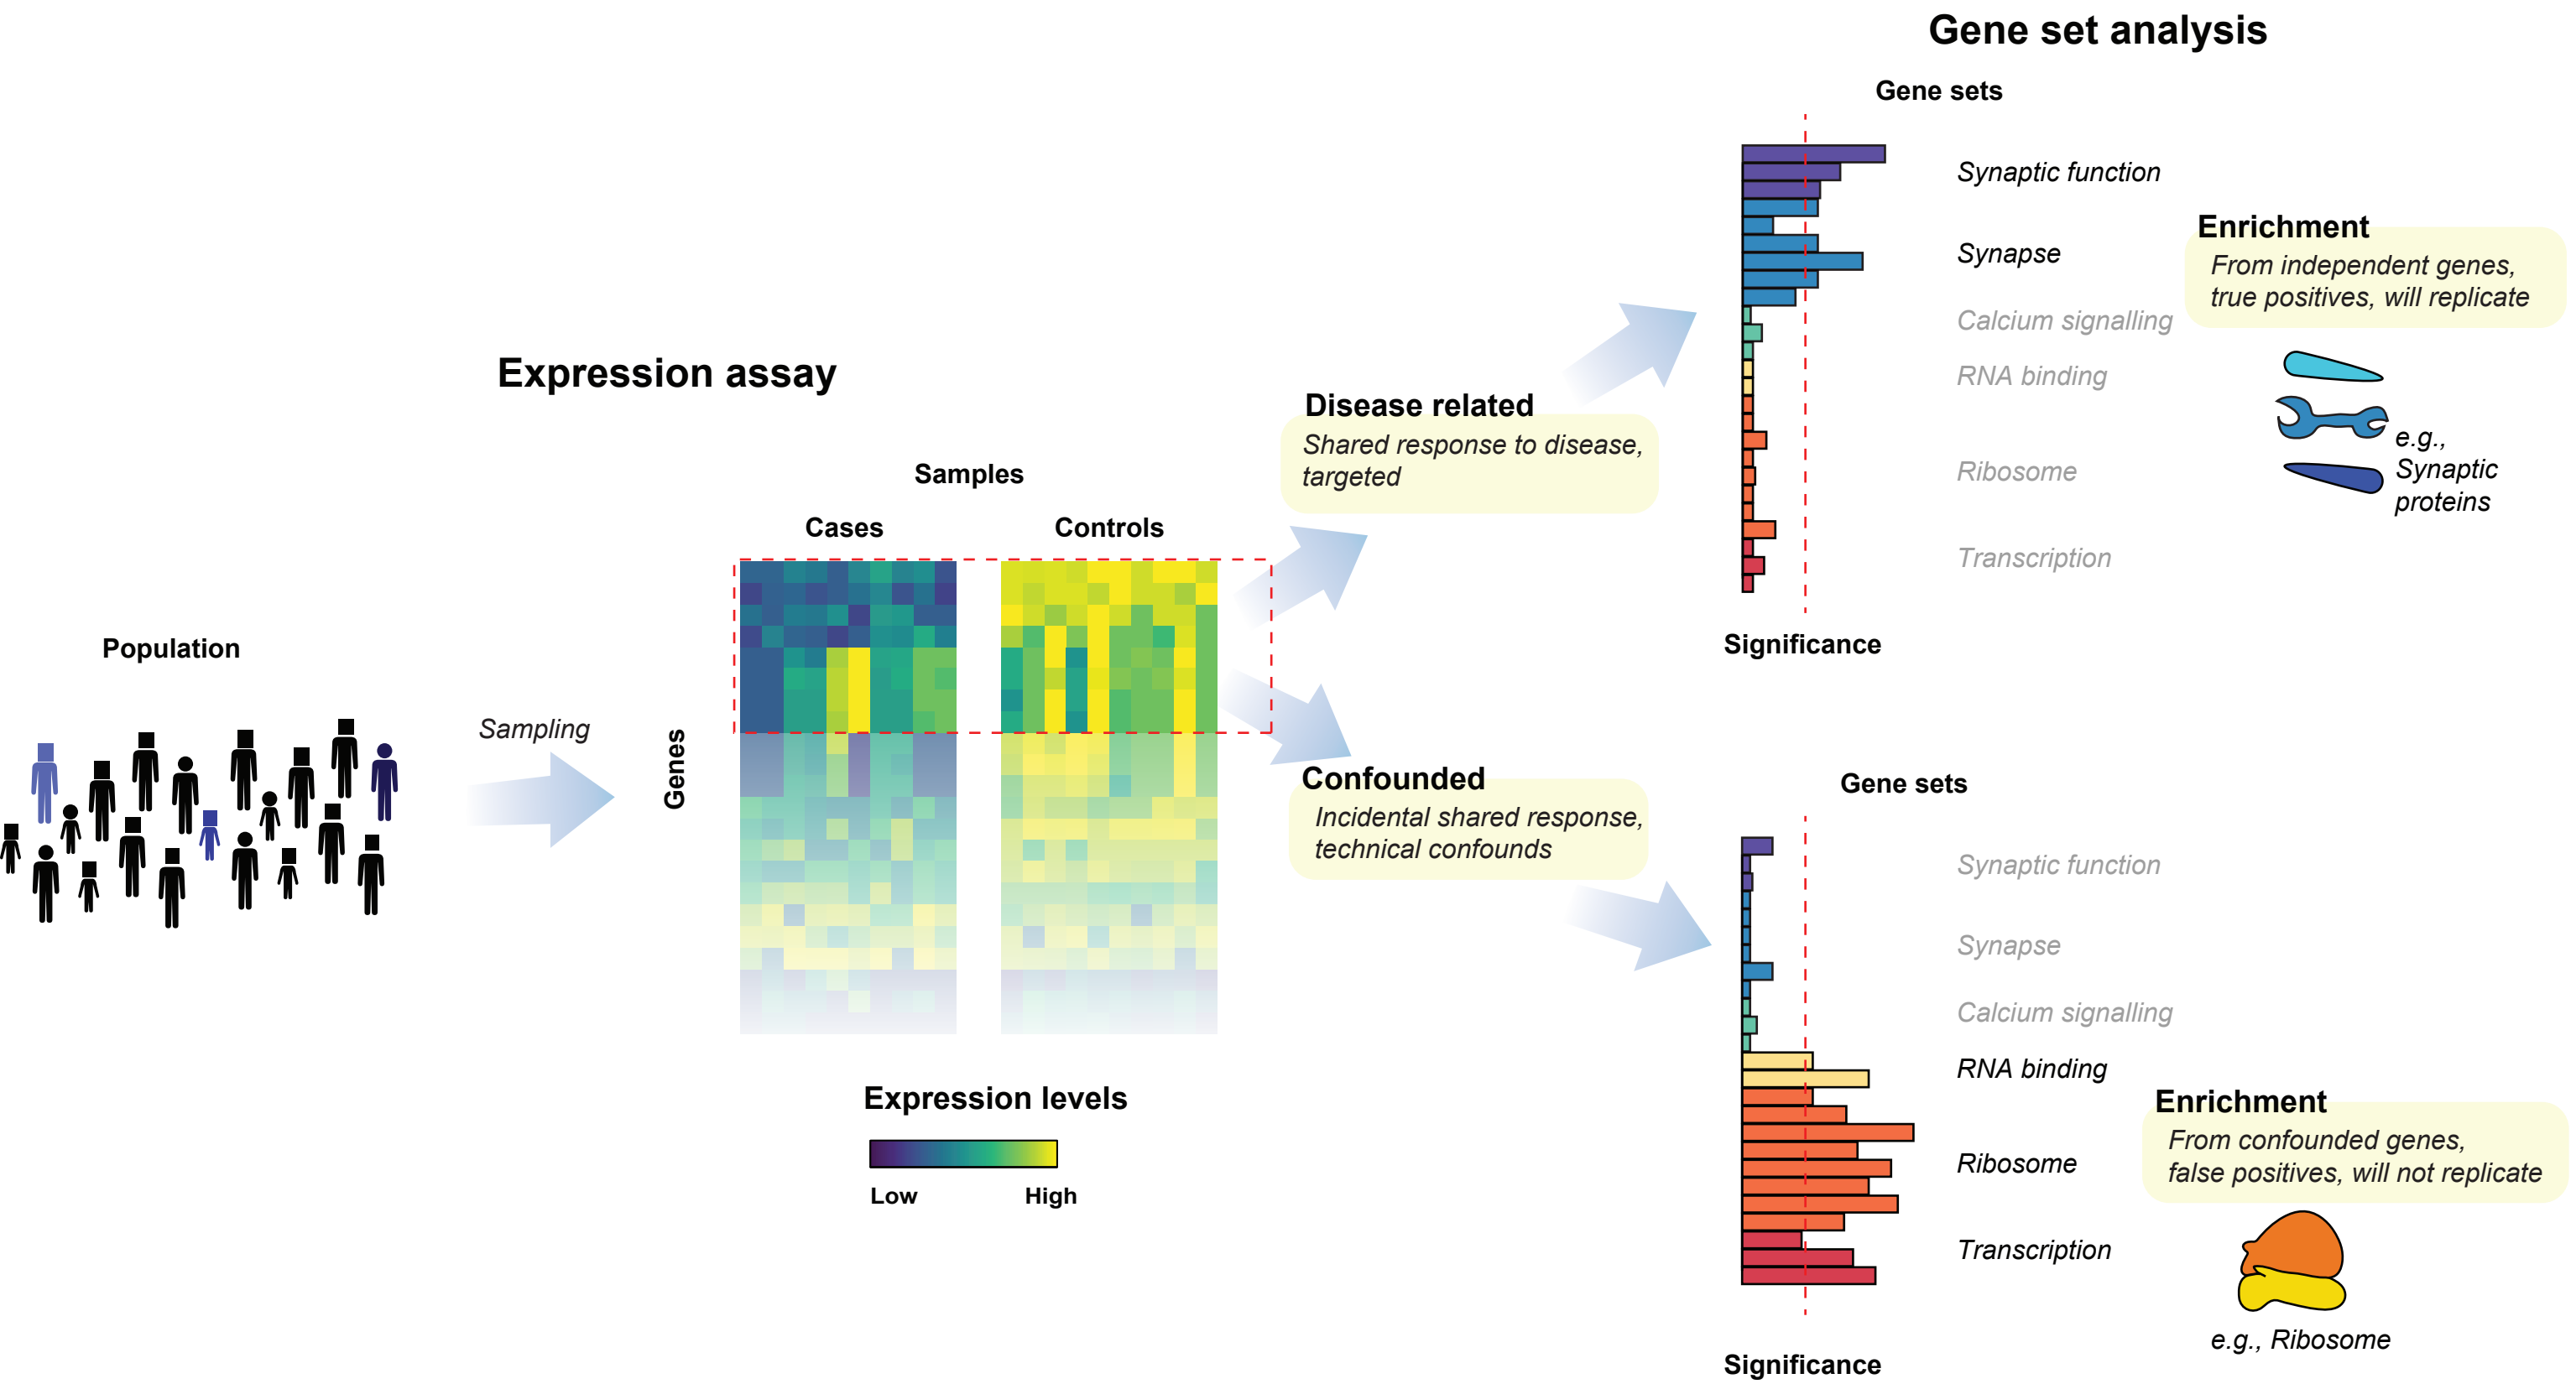 Gene set analysis
Gene sets
Synaptic function
Enrichment
From independent genes,
true positives, will replicate
Synapse
Calcium signalling
RNA binding
Ribosome
Transcription
e.g.,
Synaptic
proteins
Significance
Expression assay
Disease related
Shared response to disease,
targeted
Samples
Cases
Controls
Population
Sampling
Genes
Confounded
Incidental shared response,
technical confounds
Expression levels
Low
High
Gene sets
Synaptic function
Synapse
Calcium signalling
RNA binding
Ribosome
Transcription
Enrichment
From confounded genes,
false positives, will not replicate
e.g., Ribosome
Significance